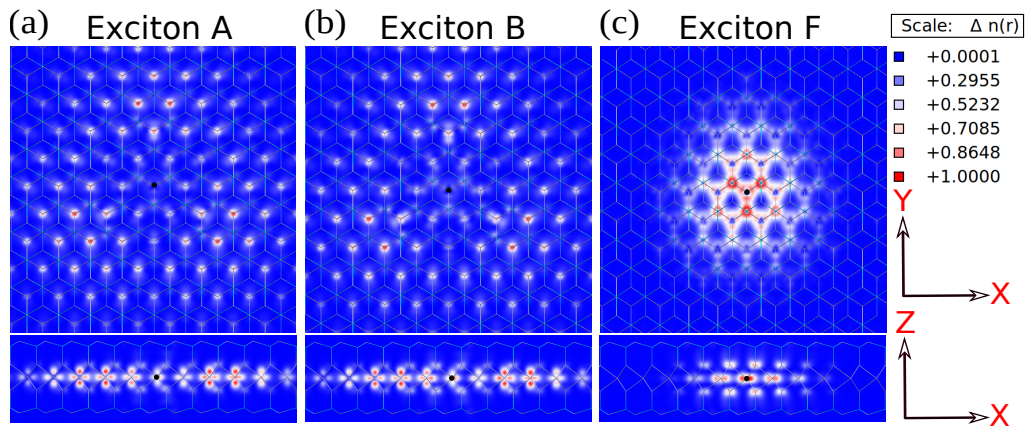 (a) Exciton A
(b) Exciton B
(c) Exciton F
Scale: Δ n(r)
+0.0001
+0.2955
+0.5232
+0.7085
+0.8648
+1.0000
Y
X
Z
X